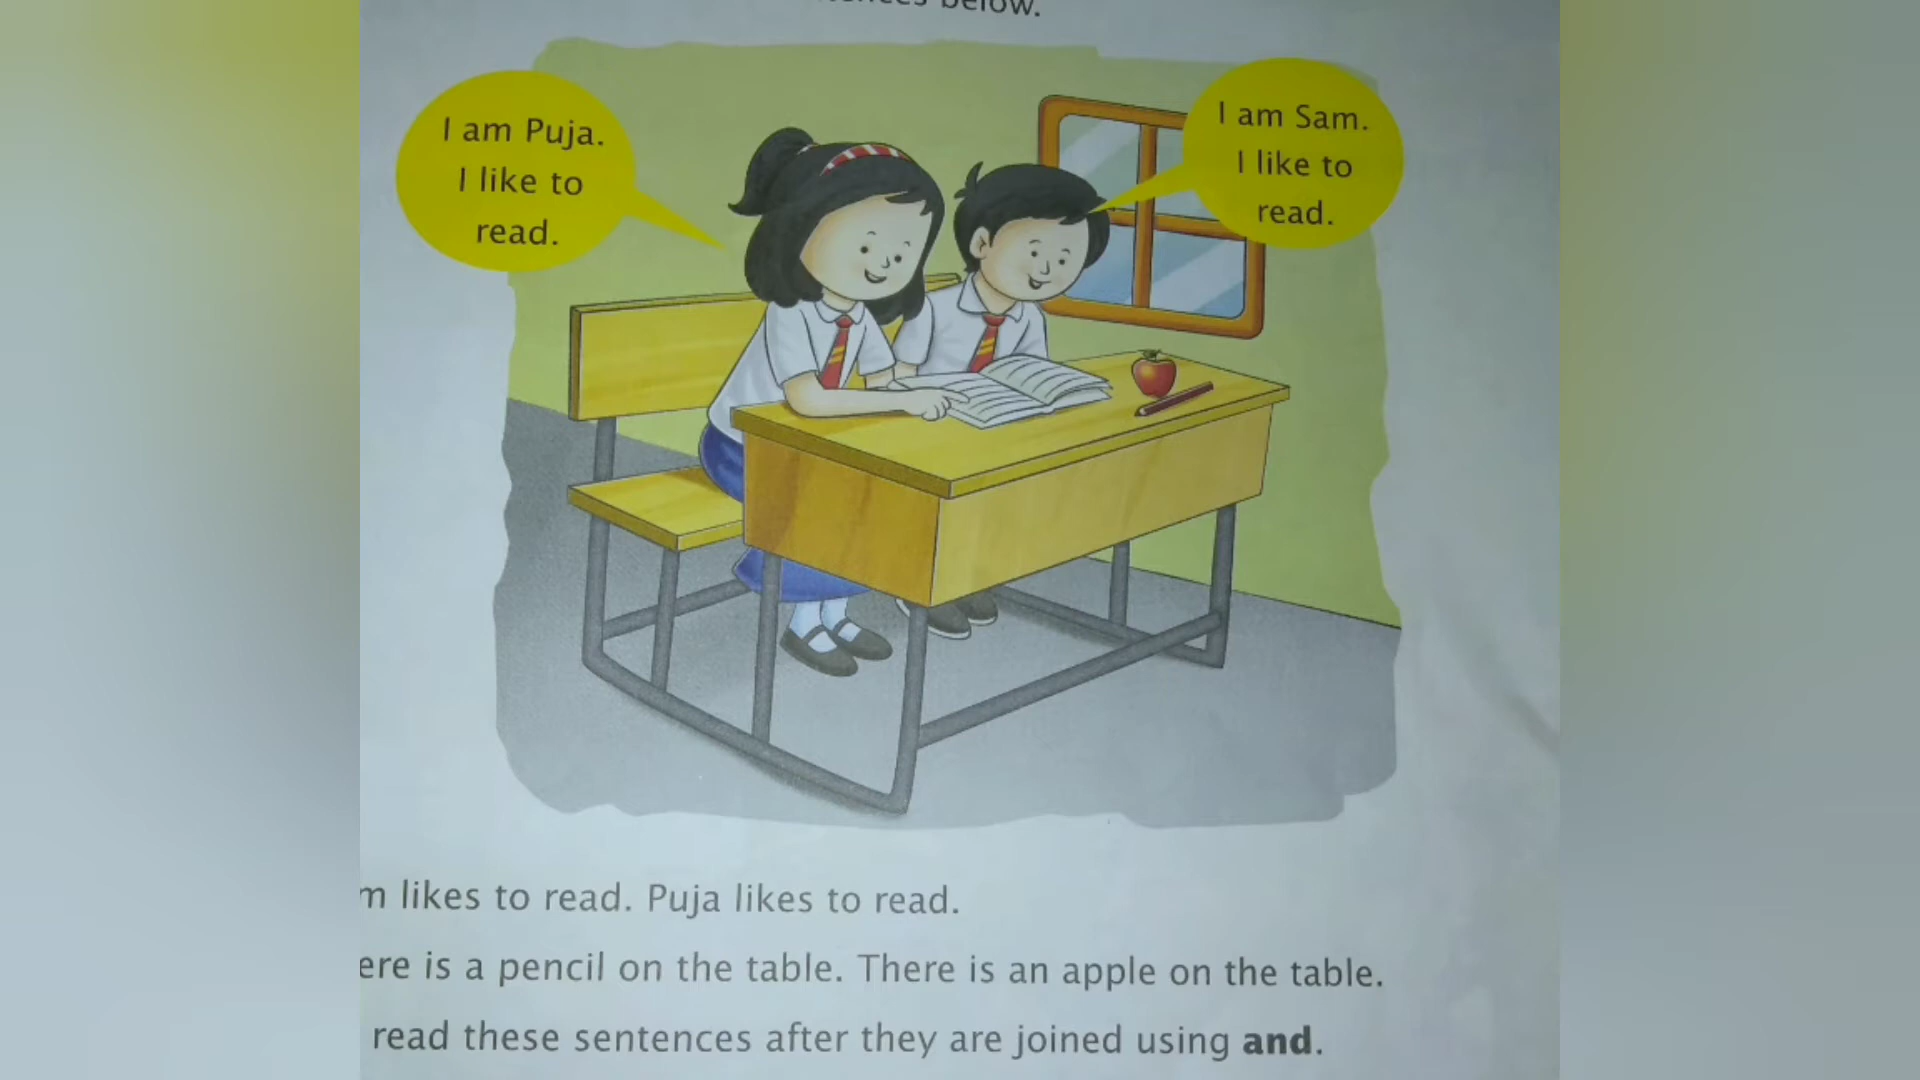 below.
I am Puja.
I like to
read.
I am Sam.
I like to
read.
likes to read. Puja likes to read.
is a pencil on the table. There is an apple on the table.
read these sentences after they are joined using and.